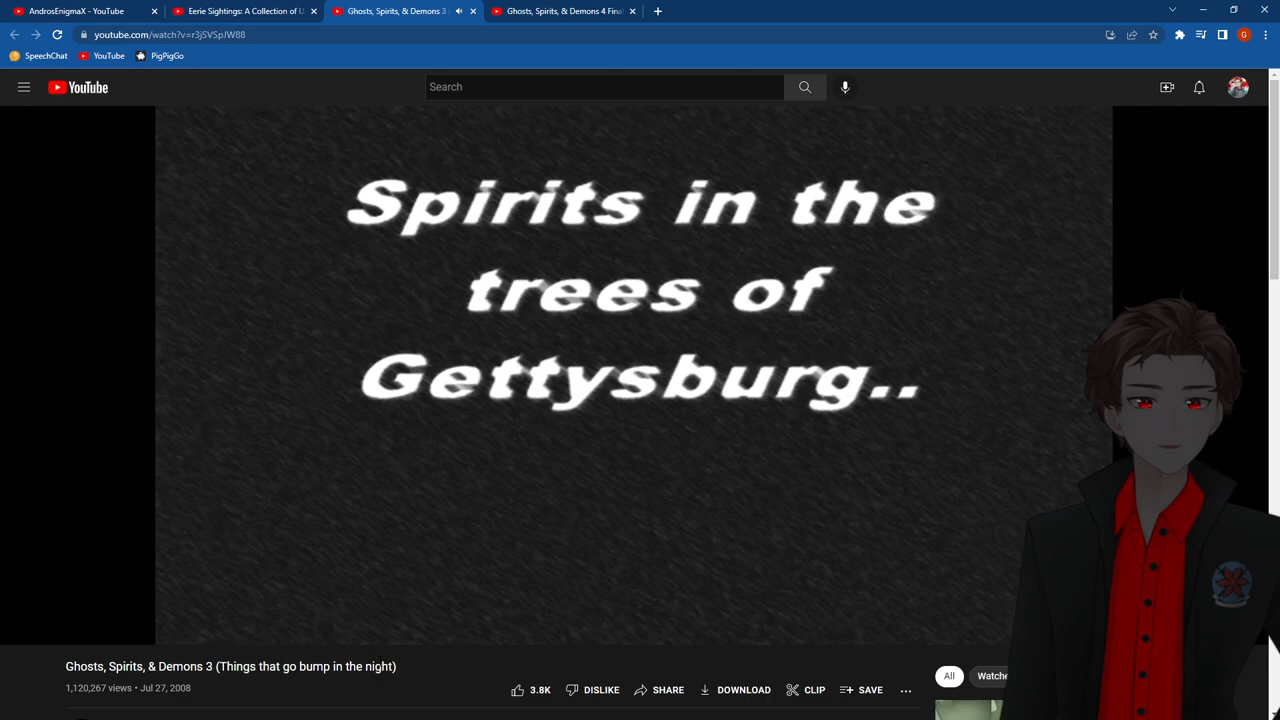 AndrosEnigmaX - YouTube
Eerie Sightings: A Collection of U
Ghosts, Spirits, & Demons 3
Ghosts, Spirits, & Demons 4 Fina
youtube.com/watch?v=r3jSVSpJW88
G
SpeechChat
YouTube
PigPigGo
YouTube
Search
Spirits in the
trees of
Gettysburg..
Ghosts, Spirits, & Demons 3 (Things that go bump in the night)
1,120,267 views • Jul 27, 2008
3.8K
DISLIKE
SHARE
DOWNLOAD
CLIP
SAVE
All
Watche